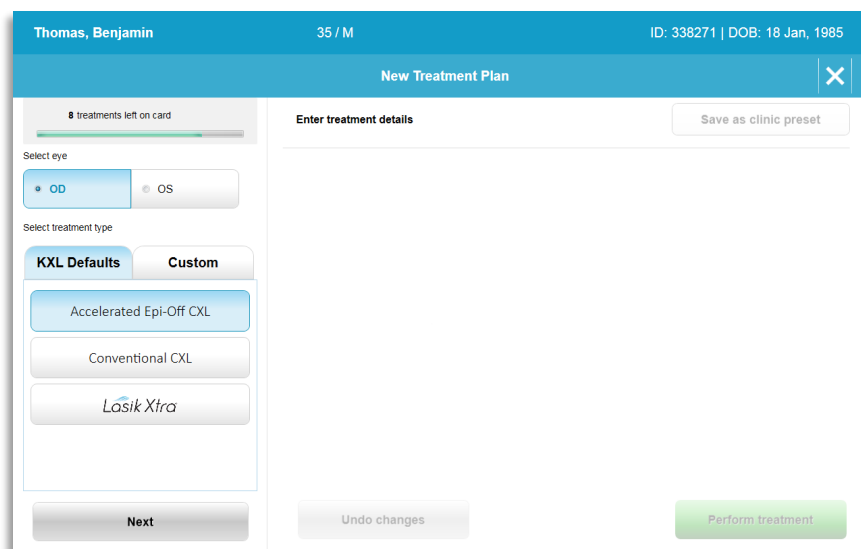 Thomas, Benjamin 35 / M ID: 338271 | DOB: 18 Jan, 1985
New Treatment Plan
8 treatments left on card
Enter treatment details
Save as clinic preset
Select eye
OD OS
Select treatment type
KXL Defaults Custom
Accelerated Epi-Off CXL
Conventional CXL
Lasik Xtra
Next
Undo changes
Perform treatment